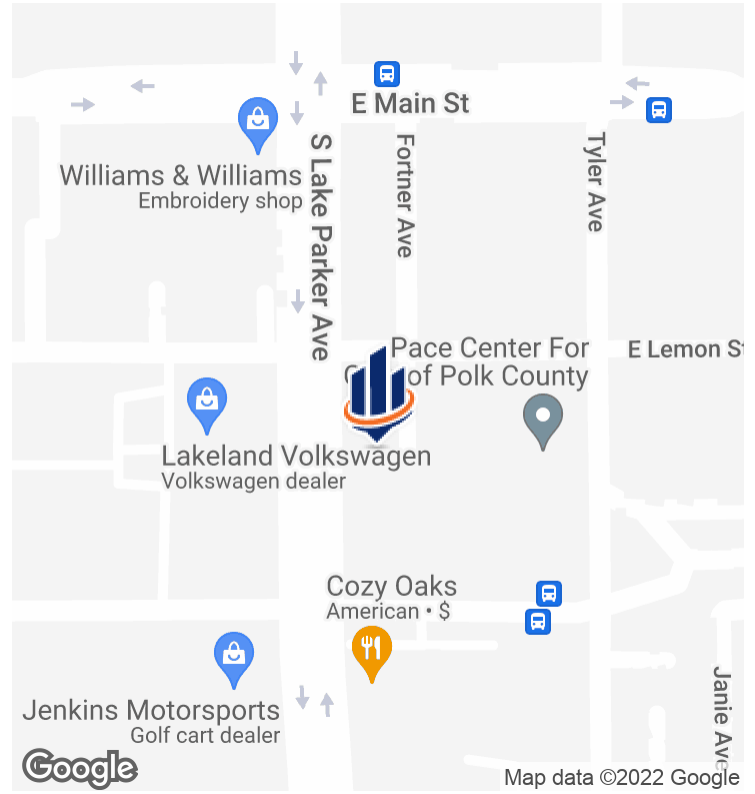 E Main St
Fortner Ave
Tyler Ave
S Lake Parker Ave
Williams & Williams
Embroidery shop
Pace Center For
of Polk County
E Lemon St
Lakeland Volkswagen
Volkswagen dealer
Cozy Oaks
American • $
Jenkins Motorsports
Golf cart dealer
Janie Ave
Google
Map data ©2022 Google